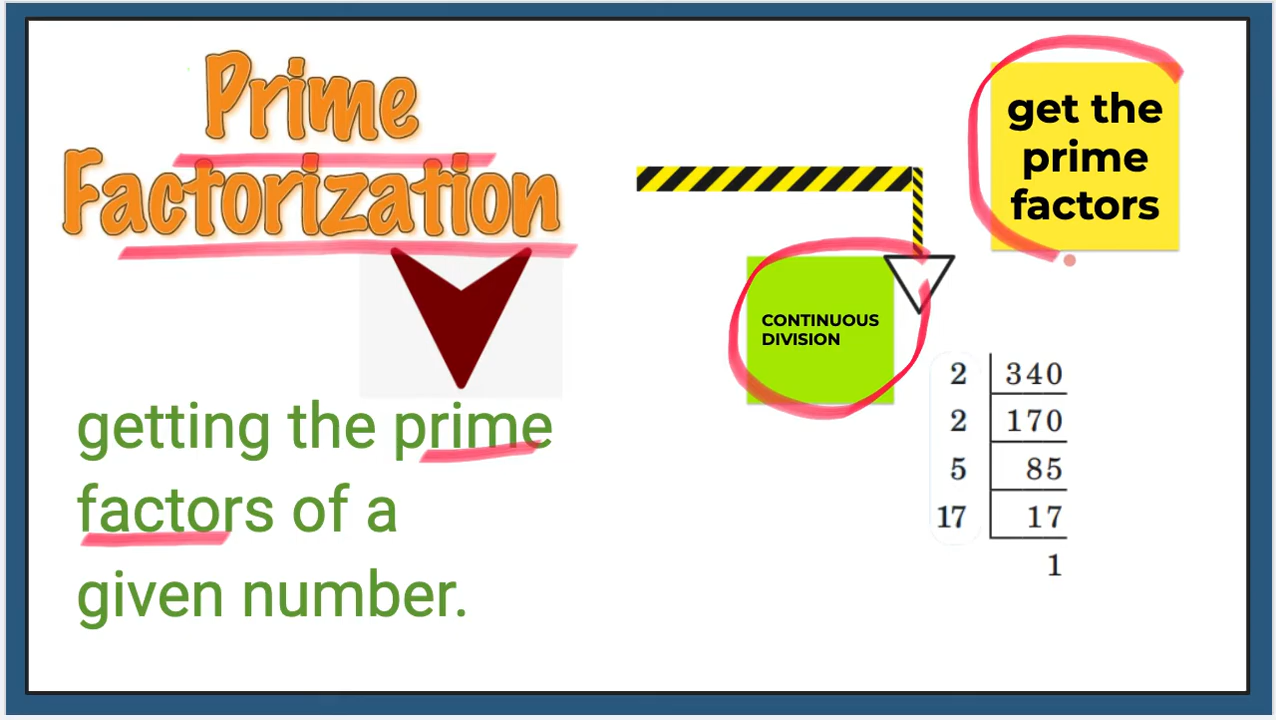 Prime
Factorization
getting the prime
factors of a
given number.
CONTINUOUS
DIVISION
get the
prime
factors
2 340
2 170
5 85
17 17
1